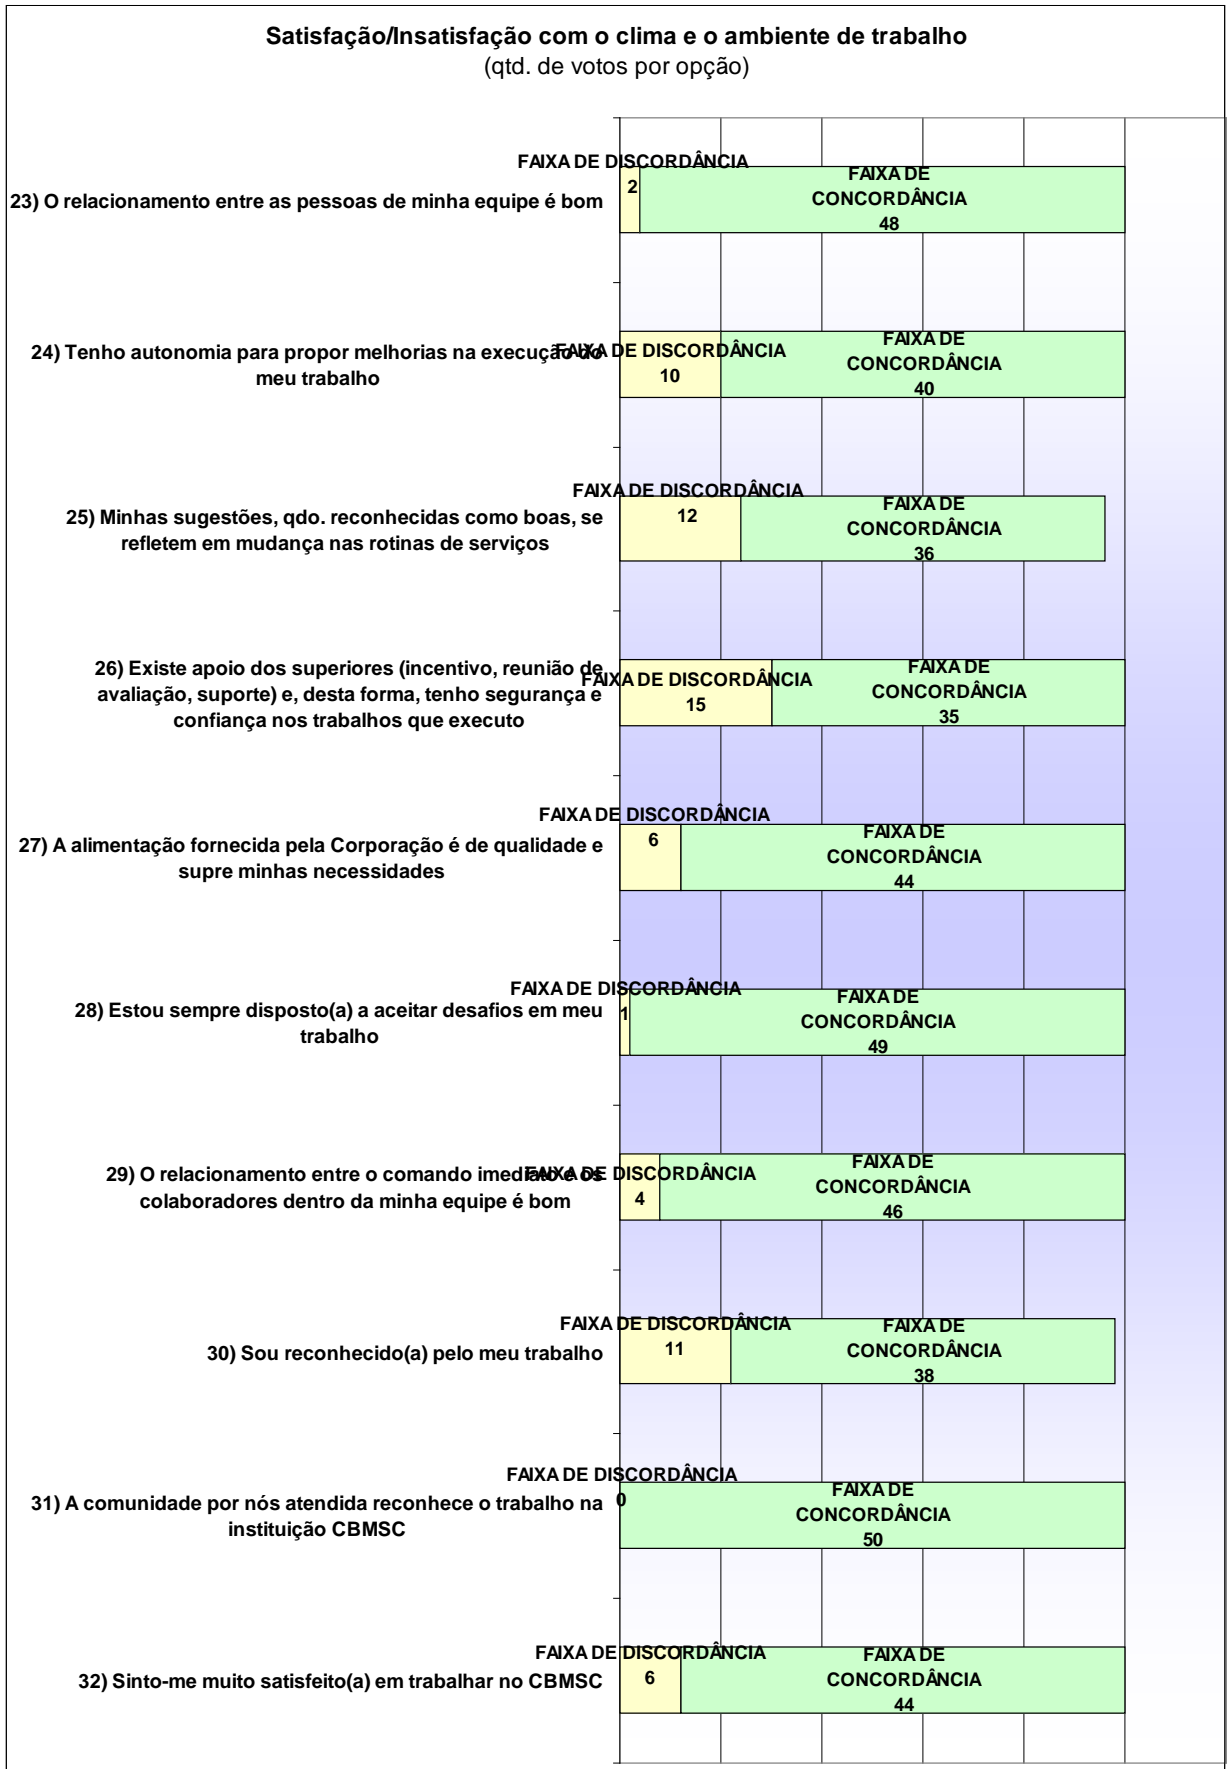 Satisfação/Insatisfação com o clima e o ambiente de trabalho
(qtd. de votos por opção)
23) O relacionamento entre as pessoas de minha equipe é bom
FAIXA DE DISCORDÂNCIA
2
FAIXA DE
CONCORDÂNCIA
48
24) Tenho autonomia para propor melhorias na execução do
meu trabalho
FAIXA DE DISCORDÂNCIA
10
FAIXA DE
CONCORDÂNCIA
40
25) Minhas sugestões, qdo. reconhecidas como boas, se
refletem em mudança nas rotinas de serviços
FAIXA DE DISCORDÂNCIA
12
FAIXA DE
CONCORDÂNCIA
36
26) Existe apoio dos superiores (incentivo, reunião de
avaliação, suporte) e, desta forma, tenho segurança e
confiança nos trabalhos que executo
FAIXA DE DISCORDÂNCIA
15
FAIXA DE
CONCORDÂNCIA
35
27) A alimentação fornecida pela Corporação é de qualidade e
supre minhas necessidades
FAIXA DE DISCORDÂNCIA
6
FAIXA DE
CONCORDÂNCIA
44
28) Estou sempre disposto(a) a aceitar desafios em meu
trabalho
FAIXA DE DISCORDÂNCIA
1
FAIXA DE
CONCORDÂNCIA
49
29) O relacionamento entre o comando imediato e os
colaboradores dentro da minha equipe é bom
FAIXA DE DISCORDÂNCIA
4
FAIXA DE
CONCORDÂNCIA
46
30) Sou reconhecido(a) pelo meu trabalho
FAIXA DE DISCORDÂNCIA
11
FAIXA DE
CONCORDÂNCIA
38
31) A comunidade por nós atendida reconhece o trabalho na
instituição CBMSC
FAIXA DE DISCORDÂNCIA
0
FAIXA DE
CONCORDÂNCIA
50
32) Sinto-me muito satisfeito(a) em trabalhar no CBMSC
FAIXA DE DISCORDÂNCIA
6
FAIXA DE
CONCORDÂNCIA
44